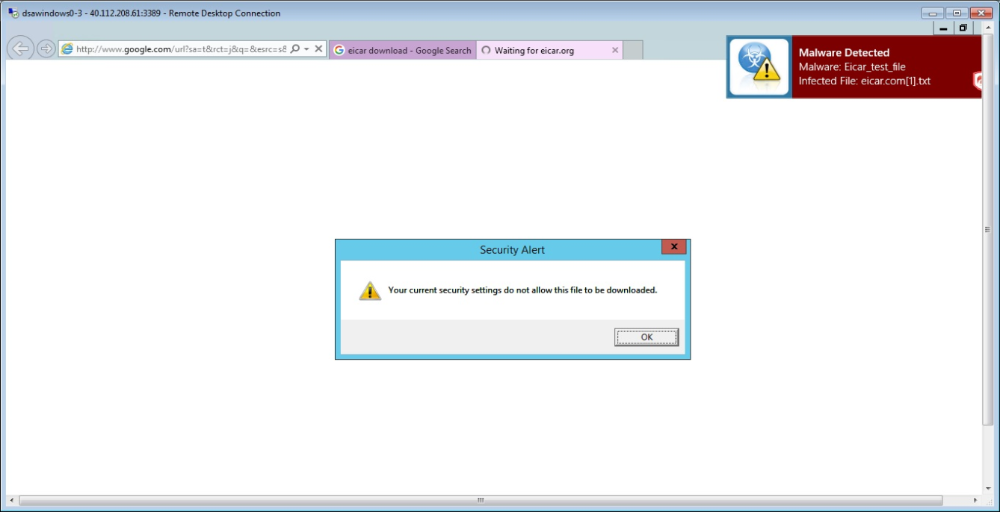 dsawindows0-3 - 40.112.208.61:3389 - Remote Desktop Connection
http://www.google.com/url?sa=t&rct=j&q=&esrc=s&
eicar download - Google Search
Waiting for eicar.org
Malware Detected
Malware: Eicar_test_file
Infected File: eicar.com[1].txt
Security Alert
Your current security settings do not allow this file to be downloaded.
OK